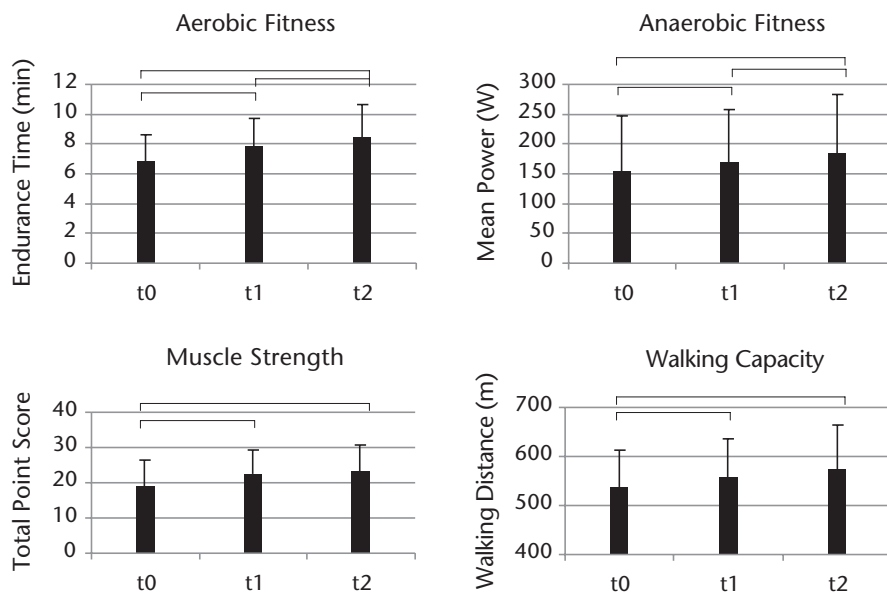 Aerobic Fitness
Endurance Time (min)
12
10
8
6
4
2
0
t0 t1 t2
Anaerobic Fitness
Mean Power (W)
300
250
200
150
100
50
0
t0 t1 t2
Muscle Strength
Total Point Score
40
30
20
10
0
t0 t1 t2
Walking Capacity
Walking Distance (m)
700
600
500
400
t0 t1 t2